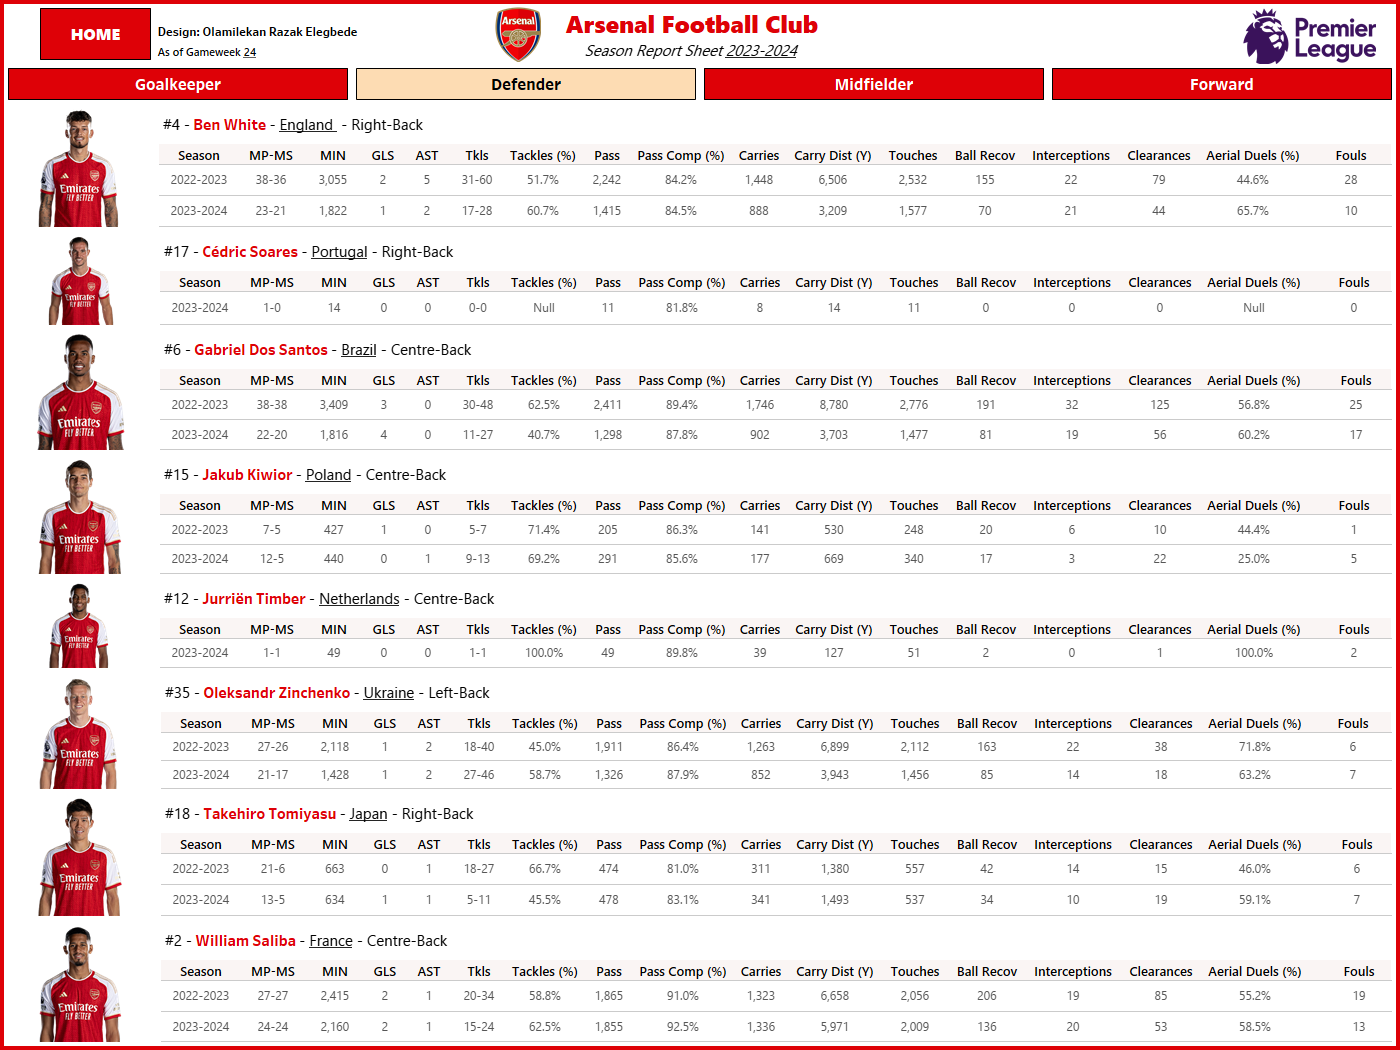 HOME
Design: Olamilekan Razak Elegbede
As of Gameweek 24
Arsenal
Arsenal Football Club
Season Report Sheet 2023-2024
Premier
League
Goalkeeper Defender Midfielder Forward
#4 - Ben White - England - Right-Back
Season MP-MS MIN GLS AST Tkls Tackles (%) Pass Pass Comp (%) Carries Carry Dist (Y) Touches Ball Recov Interceptions Clearances Aerial Duels (%) Fouls
2022-2023 38-36 3,055 2 5 31-60 51.7% 2,242 84.2% 1,448 6,506 2,532 155 22 79 44.6% 28
2023-2024 23-21 1,822 1 2 17-28 60.7% 1,415 84.5% 888 3,209 1,577 70 21 44 65.7% 10
Emirates
FLY BETTER
#17 - Cédric Soares - Portugal - Right-Back
Season MP-MS MIN GLS AST Tkls Tackles (%) Pass Pass Comp (%) Carries Carry Dist (Y) Touches Ball Recov Interceptions Clearances Aerial Duels (%) Fouls
2023-2024 1-0 14 0 0 0-0 Null 11 81.8% 8 14 11 0 0 0 Null 0
Emirates
FLY BETTER
#6 - Gabriel Dos Santos - Brazil - Centre-Back
Season MP-MS MIN GLS AST Tkls Tackles (%) Pass Pass Comp (%) Carries Carry Dist (Y) Touches Ball Recov Interceptions Clearances Aerial Duels (%) Fouls
2022-2023 38-38 3,409 3 0 30-48 62.5% 2,411 89.4% 1,746 8,780 2,776 191 32 125 56.8% 25
2023-2024 22-20 1,816 4 0 11-27 40.7% 1,298 87.8% 902 3,703 1,477 81 19 56 60.2% 17
Emirates
FLY BETTER
#15 - Jakub Kiwior - Poland - Centre-Back
Season MP-MS MIN GLS AST Tkls Tackles (%) Pass Pass Comp (%) Carries Carry Dist (Y) Touches Ball Recov Interceptions Clearances Aerial Duels (%) Fouls
2022-2023 7-5 427 1 0 5-7 71.4% 205 86.3% 141 530 248 20 6 10 44.4% 1
2023-2024 12-5 440 0 1 9-13 69.2% 291 85.6% 177 669 340 17 3 22 25.0% 5
Emirates
FLY BETTER
#12 - Jurriën Timber - Netherlands - Centre-Back
Season MP-MS MIN GLS AST Tkls Tackles (%) Pass Pass Comp (%) Carries Carry Dist (Y) Touches Ball Recov Interceptions Clearances Aerial Duels (%) Fouls
2023-2024 1-1 49 0 0 1-1 100.0% 49 89.8% 39 127 51 2 0 1 100.0% 2
Emirates
FLY BETTER
#35 - Oleksandr Zinchenko - Ukraine - Left-Back
Season MP-MS MIN GLS AST Tkls Tackles (%) Pass Pass Comp (%) Carries Carry Dist (Y) Touches Ball Recov Interceptions Clearances Aerial Duels (%) Fouls
2022-2023 27-26 2,118 1 2 18-40 45.0% 1,911 86.4% 1,263 6,899 2,112 163 22 38 71.8% 6
2023-2024 21-17 1,428 1 2 27-46 58.7% 1,326 87.9% 852 3,943 1,456 85 14 18 63.2% 7
Emirates
FLY BETTER
#18 - Takehiro Tomiyasu - Japan - Right-Back
Season MP-MS MIN GLS AST Tkls Tackles (%) Pass Pass Comp (%) Carries Carry Dist (Y) Touches Ball Recov Interceptions Clearances Aerial Duels (%) Fouls
2022-2023 21-6 663 0 1 18-27 66.7% 474 81.0% 311 1,380 557 42 14 15 46.0% 6
2023-2024 13-5 634 1 1 5-11 45.5% 478 83.1% 341 1,493 537 34 10 19 59.1% 7
Emirates
FLY BETTER
#2 - William Saliba - France - Centre-Back
Season MP-MS MIN GLS AST Tkls Tackles (%) Pass Pass Comp (%) Carries Carry Dist (Y) Touches Ball Recov Interceptions Clearances Aerial Duels (%) Fouls
2022-2023 27-27 2,415 2 1 20-34 58.8% 1,865 91.0% 1,323 6,658 2,056 206 19 85 55.2% 19
2023-2024 24-24 2,160 2 1 15-24 62.5% 1,855 92.5% 1,336 5,971 2,009 136 20 53 58.5% 13
Emirates
FLY BETTER